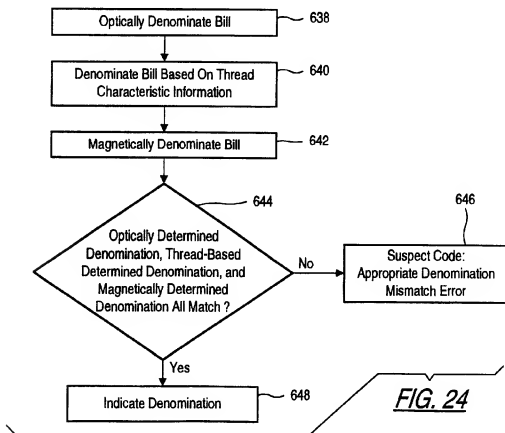 Optically Denominate Bill
638
Denominate Bill Based On Thread
Characteristic Information
640
Magnetically Denominate Bill
642
644
Optically Determined
Denomination, Thread-Based
Determined Denomination, and
Magnetically Determined
Denomination All Match ?
No
646
Suspect Code:
Appropriate Denomination
Mismatch Error
Yes
Indicate Denomination
648
FIG. 24